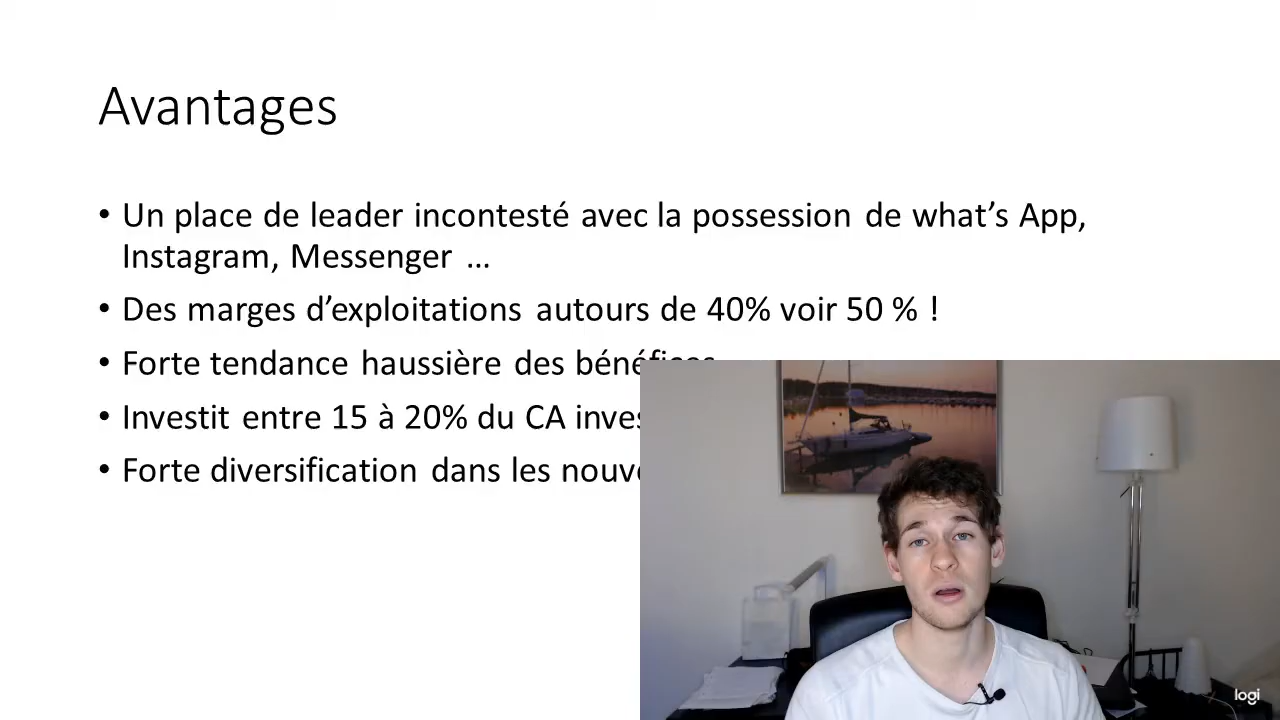 Avantages
• Un place de leader incontesté avec la possession de what’s App,
Instagram, Messenger ...
• Des marges d’exploitations autours de 40% voir 50 % !
• Forte tendance haussière des bénéfices
• Investit entre 15 à 20% du CA
• Forte diversification dans les
logi